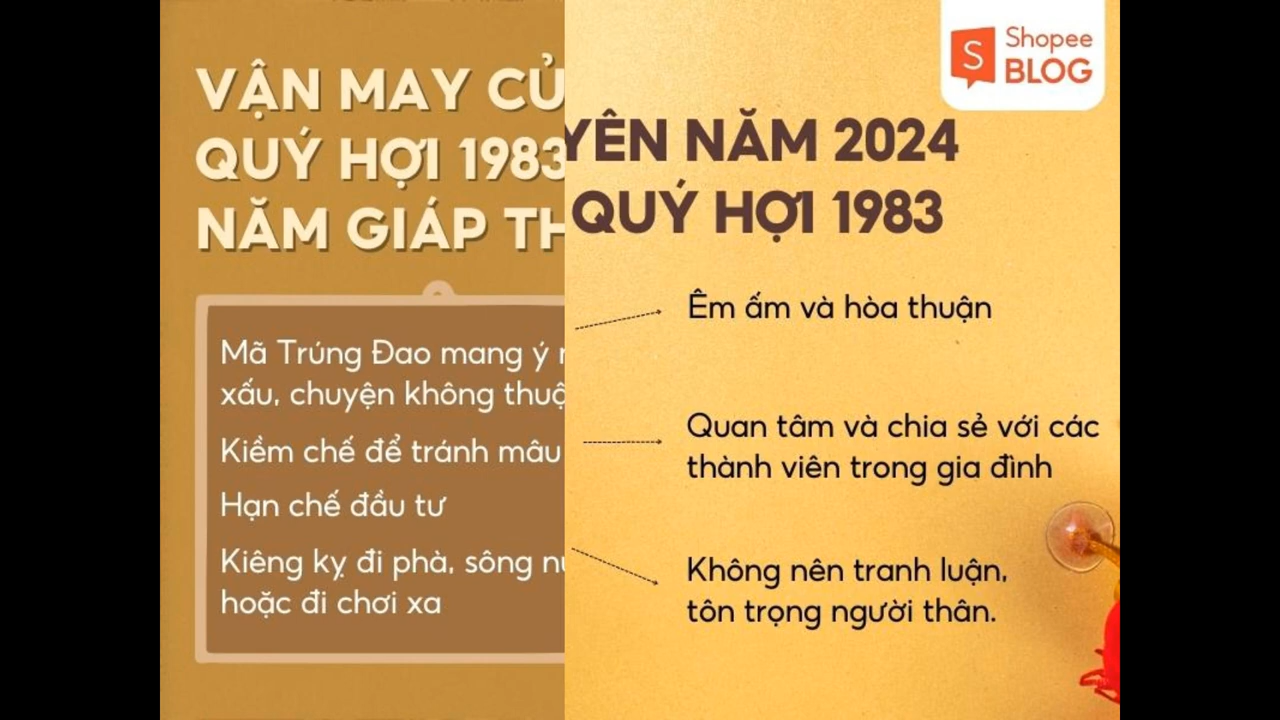 VẬN MAY CỦ
QUÝ HỢI 1983
NĂM GIÁP TH
Mã Trúng Đao mang ý
xấu, chuyện không thuậ
Kiềm chế để tránh mâu
Hạn chế đầu tư
Kiêng kỵ đi phà, sông
hoặc đi chơi xa
Shopee
BLOG
YÊN NĂM 2024
QUÝ HỢI 1983
Êm ấm và hòa thuận
Quan tâm và chia sẻ với các
thành viên trong gia đình
Không nên tranh luận,
tôn trọng người thân.